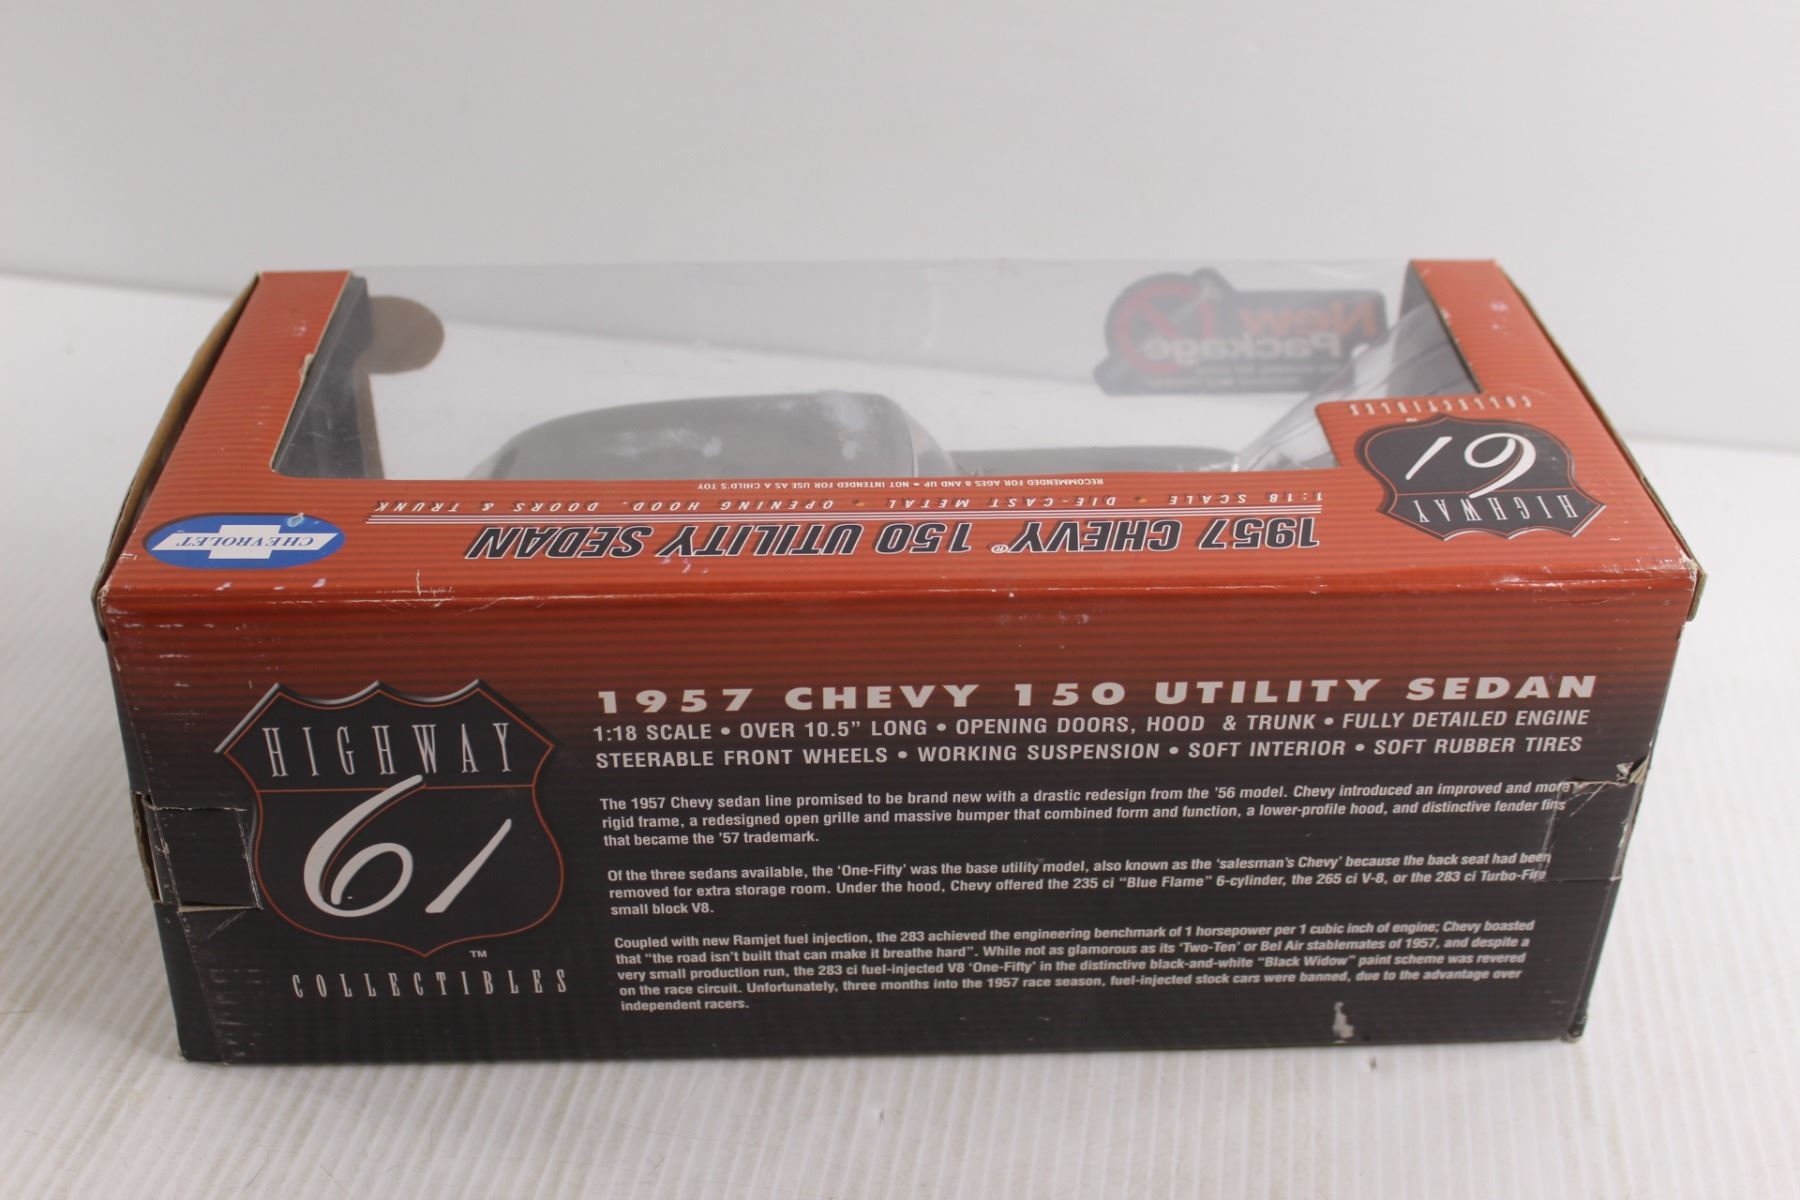 New
Package
COLLECTIBLES
HIGHWAY
61
RECOMMENDED FOR AGES 8 AND UP • NOT INTENDED FOR USE AS A CHILD'S TOY
1:18 SCALE • DIE-CAST METAL • OPENING HOOD, DOORS & TRUNK
1957 CHEVY® 150 UTILITY SEDAN
CHEVROLET
HIGHWAY
61
™
COLLECTIBLES
1957 CHEVY 150 UTILITY SEDAN
1:18 SCALE • OVER 10.5” LONG • OPENING DOORS, HOOD & TRUNK • FULLY DETAILED ENGINE
STEERABLE FRONT WHEELS • WORKING SUSPENSION • SOFT INTERIOR • SOFT RUBBER TIRES
The 1957 Chevy sedan line promised to be brand new with a drastic redesign from the '56 model. Chevy introduced an improved and more
rigid frame, a redesigned open grille and massive bumper that combined form and function, a lower-profile hood, and distinctive fender fins
that became the '57 trademark.
Of the three sedans available, the ‘One-Fifty’ was the base utility model, also known as the ‘salesman’s Chevy’ because the back seat had been
removed for extra storage room. Under the hood, Chevy offered the 235 ci “Blue Flame” 6-cylinder, the 265 ci V-8, or the 283 ci Turbo-Fire
small block V8.
Coupled with new Ramjet fuel injection, the 283 achieved the engineering benchmark of 1 horsepower per 1 cubic inch of engine; Chevy boasted
that “the road isn’t built that can make it breathe hard”. While not as glamorous as its ‘Two-Ten’ or Bel Air stablemates of 1957, and despite a
very small production run, the 283 ci fuel-injected V8 ‘One-Fifty’ in the distinctive black-and-white “Black Widow” paint scheme was revered
on the race circuit. Unfortunately, three months into the 1957 race season, fuel-injected stock cars were banned, due to the advantage over
independent racers.